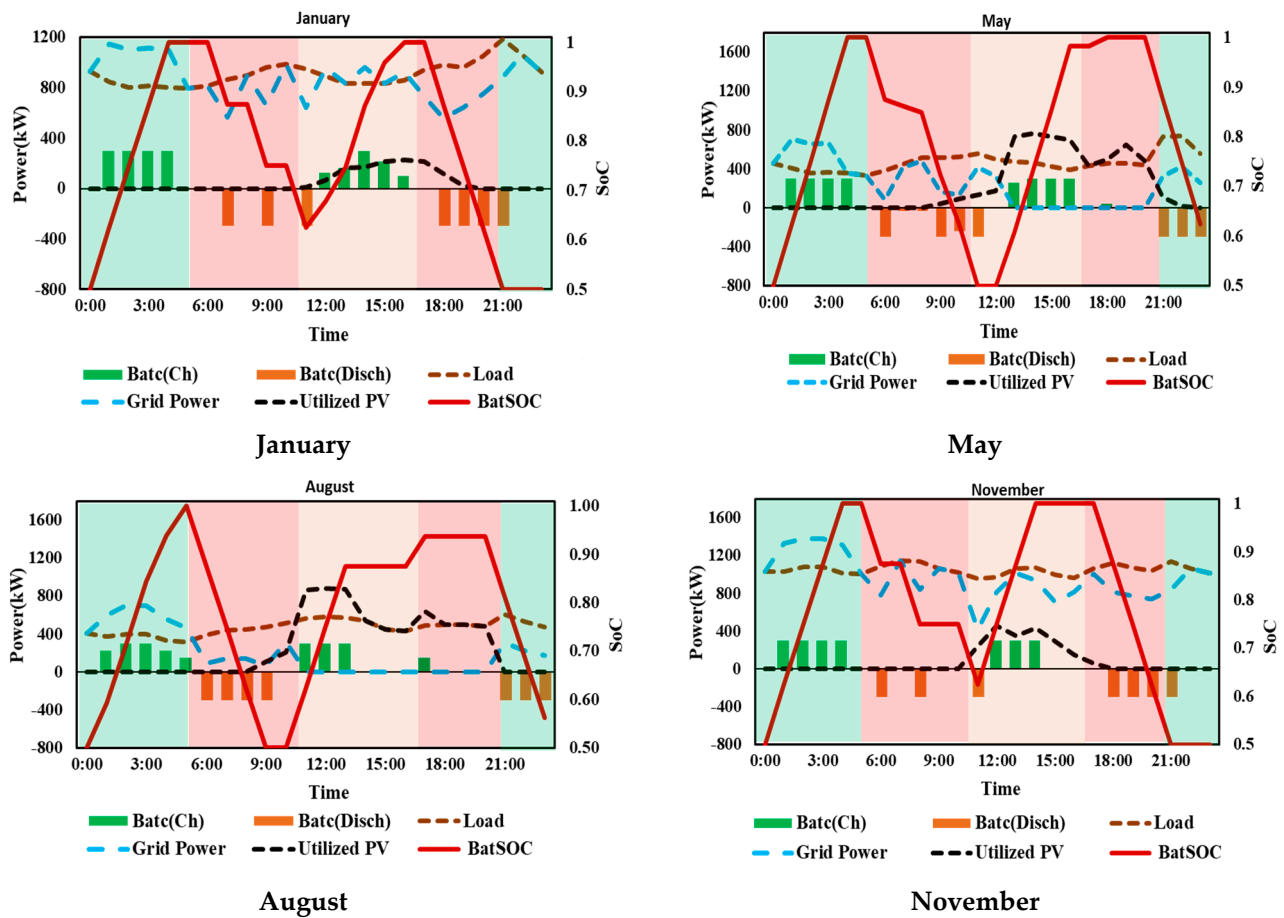 January
1200
800
400
0
-400
-800
Power(kW)
1
0.9
0.8
0.7
0.6
0.5
SoC
0:00 3:00 6:00 9:00 12:00 15:00 18:00 21:00
Time
Batc(Ch) Batc(Disch) Load
Grid Power Utilized PV BatSOC
January
May
1600
1200
800
400
0
-400
-800
Power(kW)
1
0.9
0.8
0.7
0.6
0.5
SoC
0:00 3:00 6:00 9:00 12:00 15:00 18:00 21:00
Time
Batc(Ch) Batc(Disch) Load
Grid Power Utilized PV BatSOC
May
August
1600
1200
800
400
0
-400
-800
Power(kW)
1.00
0.90
0.80
0.70
0.60
0.50
SoC
0:00 3:00 6:00 9:00 12:00 15:00 18:00 21:00
Time
Batc(Ch) Batc(Disch) Load
Grid Power Utilized PV BatSOC
August
November
1600
1200
800
400
0
-400
-800
Power(kW)
1
0.9
0.8
0.7
0.6
0.5
SoC
0:00 3:00 6:00 9:00 12:00 15:00 18:00 21:00
Time
Batc(Ch) Batc(Disch) Load
Grid Power Utilized PV BatSOC
November